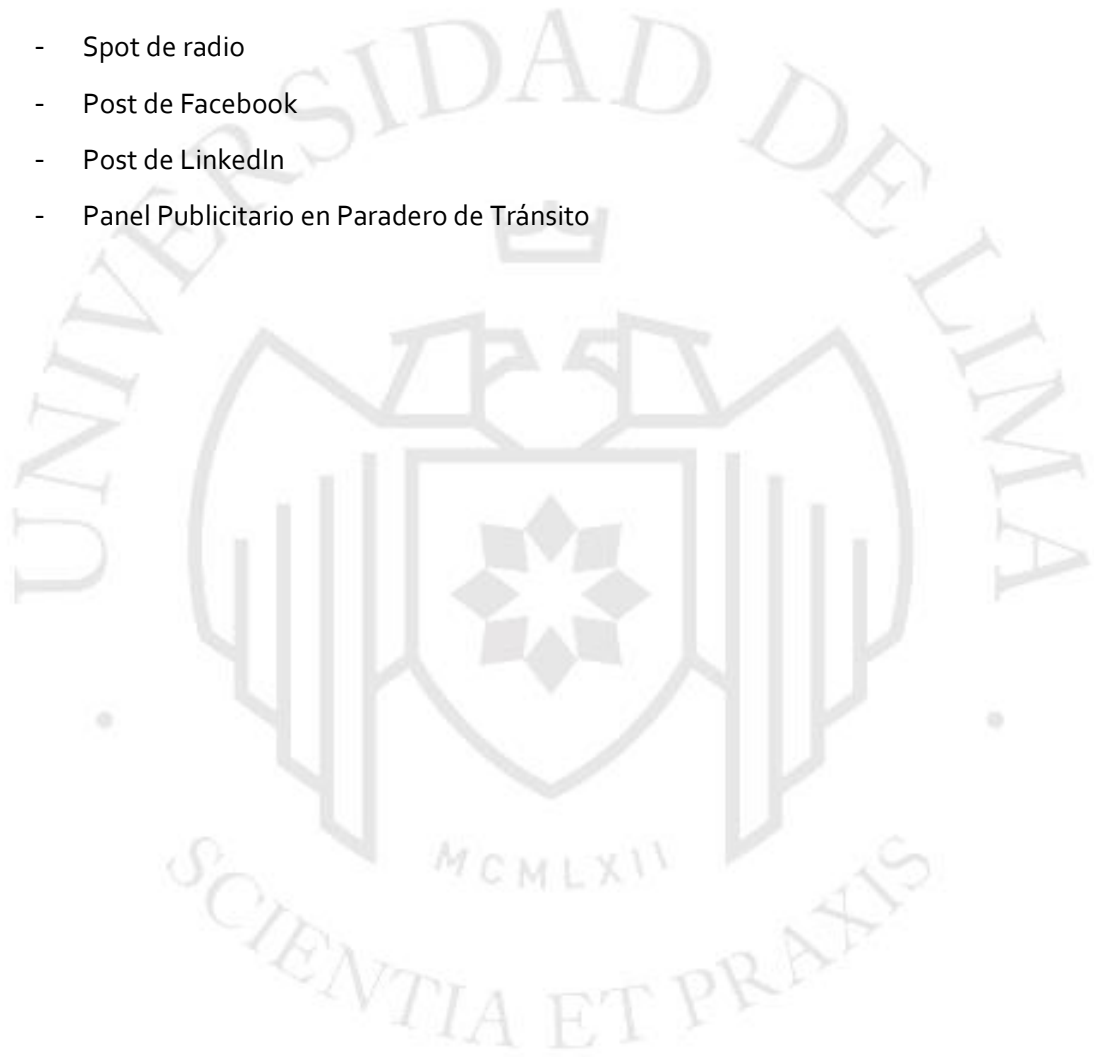 - Spot de radio
- Post de Facebook
- Post de LinkedIn
- Panel Publicitario en Paradero de Tránsito
UNIVERSIDAD DE LIMA
MCMLXII
SCIENTIA ET PRAXIS